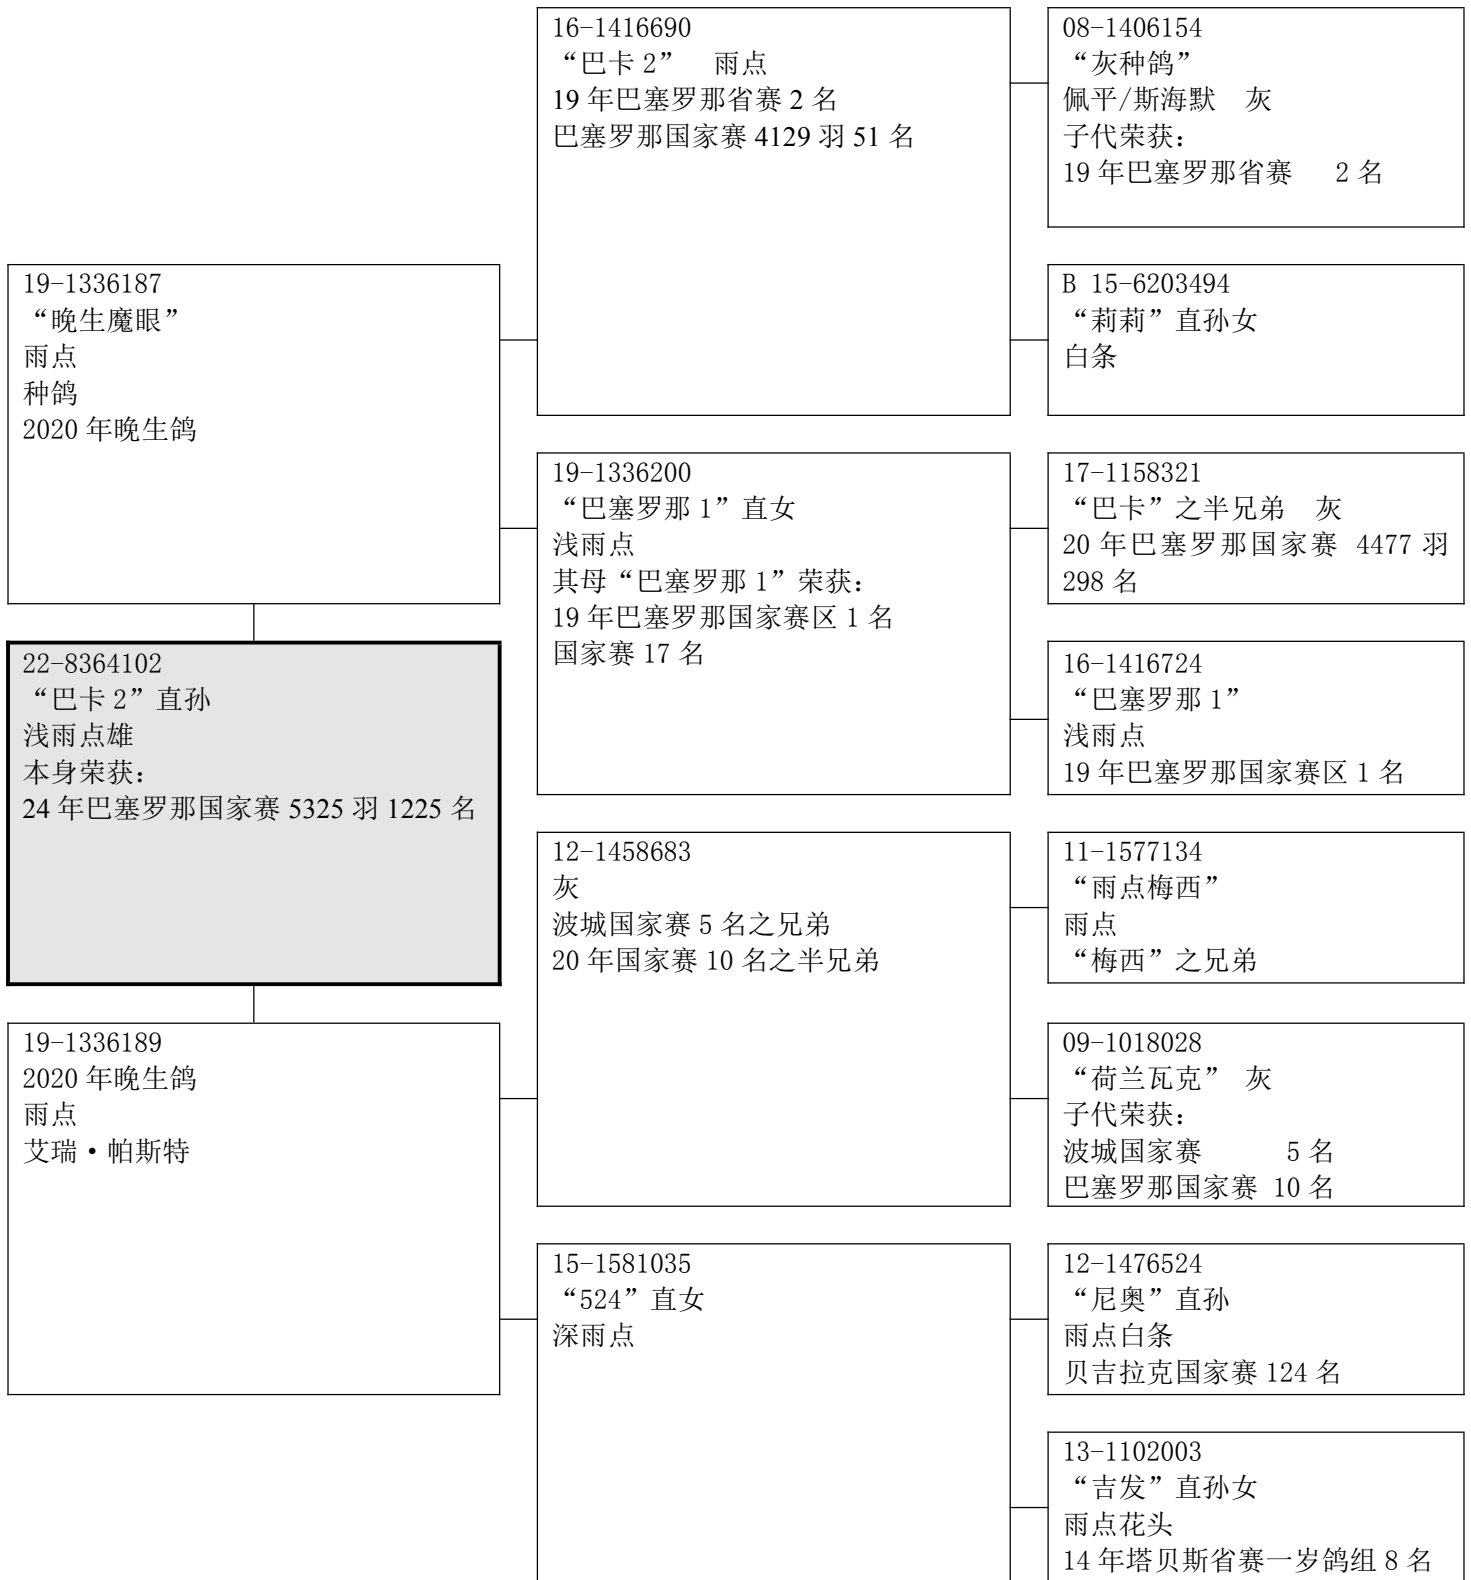 16-1416690
“巴卡 2” 雨点
19 年巴塞罗那省赛 2 名
巴塞罗那国家赛 4129 羽 51 名
08-1406154
“灰种鸽”
佩平/斯海默 灰
子代荣获：
19 年巴塞罗那省赛 2 名
B 15-6203494
“莉莉”直孙女
白条
19-1336187
“晚生魔眼”
雨点
种鸽
2020 年晚生鸽
19-1336200
“巴塞罗那 1”直女
浅雨点
其母“巴塞罗那 1”荣获：
19 年巴塞罗那国家赛区 1 名
国家赛 17 名
17-1158321
“巴卡”之半兄弟 灰
20 年巴塞罗那国家赛 4477 羽
298 名
16-1416724
“巴塞罗那 1”
浅雨点
19 年巴塞罗那国家赛区 1 名
22-8364102
“巴卡 2”直孙
浅雨点雄
本身荣获：
24 年巴塞罗那国家赛 5325 羽 1225 名
12-1458683
灰
波城国家赛 5 名之兄弟
20 年国家赛 10 名之半兄弟
11-1577134
“雨点梅西”
雨点
“梅西”之兄弟
09-1018028
“荷兰瓦克” 灰
子代荣获：
波城国家赛 5 名
巴塞罗那国家赛 10 名
19-1336189
2020 年晚生鸽
雨点
艾瑞·帕斯特
15-1581035
“524”直女
深雨点
12-1476524
“尼奥”直孙
雨点白条
贝吉拉克国家赛 124 名
13-1102003
“吉发”直孙女
雨点花头
14 年塔贝斯省赛一岁鸽组 8 名